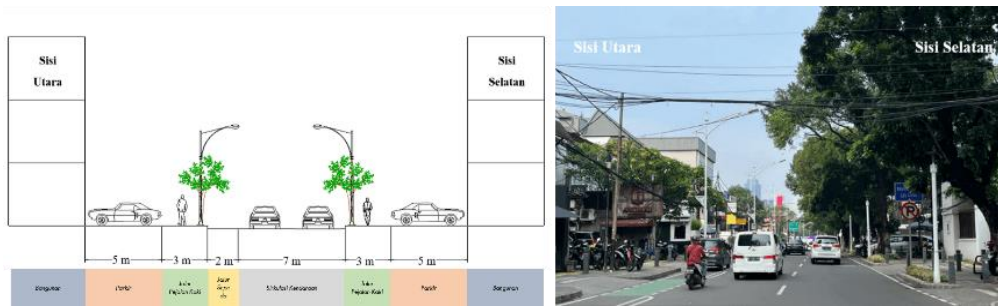 Sisi
Utara
Sisi
Selatan
5 m
3 m
2 m
7 m
3 m
5 m
Bangunan
Parkir
Jalur
Pejalan Kaki
Jalur
Sirkulasi Kendaraan
Jalur
Pejalan Kaki
Parkir
Bangunan
Sisi Utara
Sisi Selatan
P